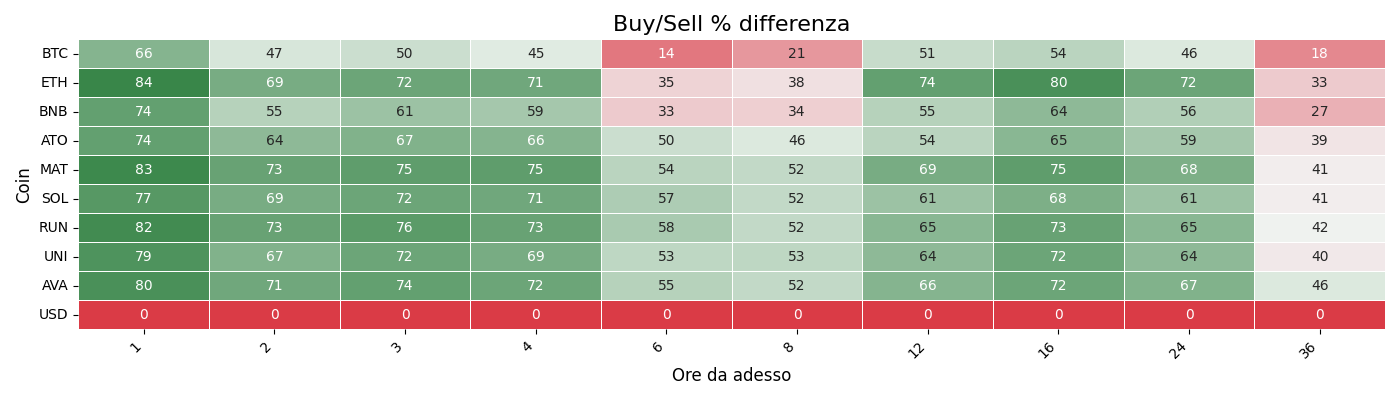 Buy/Sell % differenza
Coin
BTC 66 47 50 45 14 21 51 54 46 18
ETH 84 69 72 71 35 38 74 80 72 33
BNB 74 55 61 59 33 34 55 64 56 27
ATO 74 64 67 66 50 46 54 65 59 39
MAT 83 73 75 75 54 52 69 75 68 41
SOL 77 69 72 71 57 52 61 68 61 41
RUN 82 73 76 73 58 52 65 73 65 42
UNI 79 67 72 69 53 53 64 72 64 40
AVA 80 71 74 72 55 52 66 72 67 46
USD 0 0 0 0 0 0 0 0 0 0
1 2 3 4 6 8 12 16 24 36
Ore da adesso